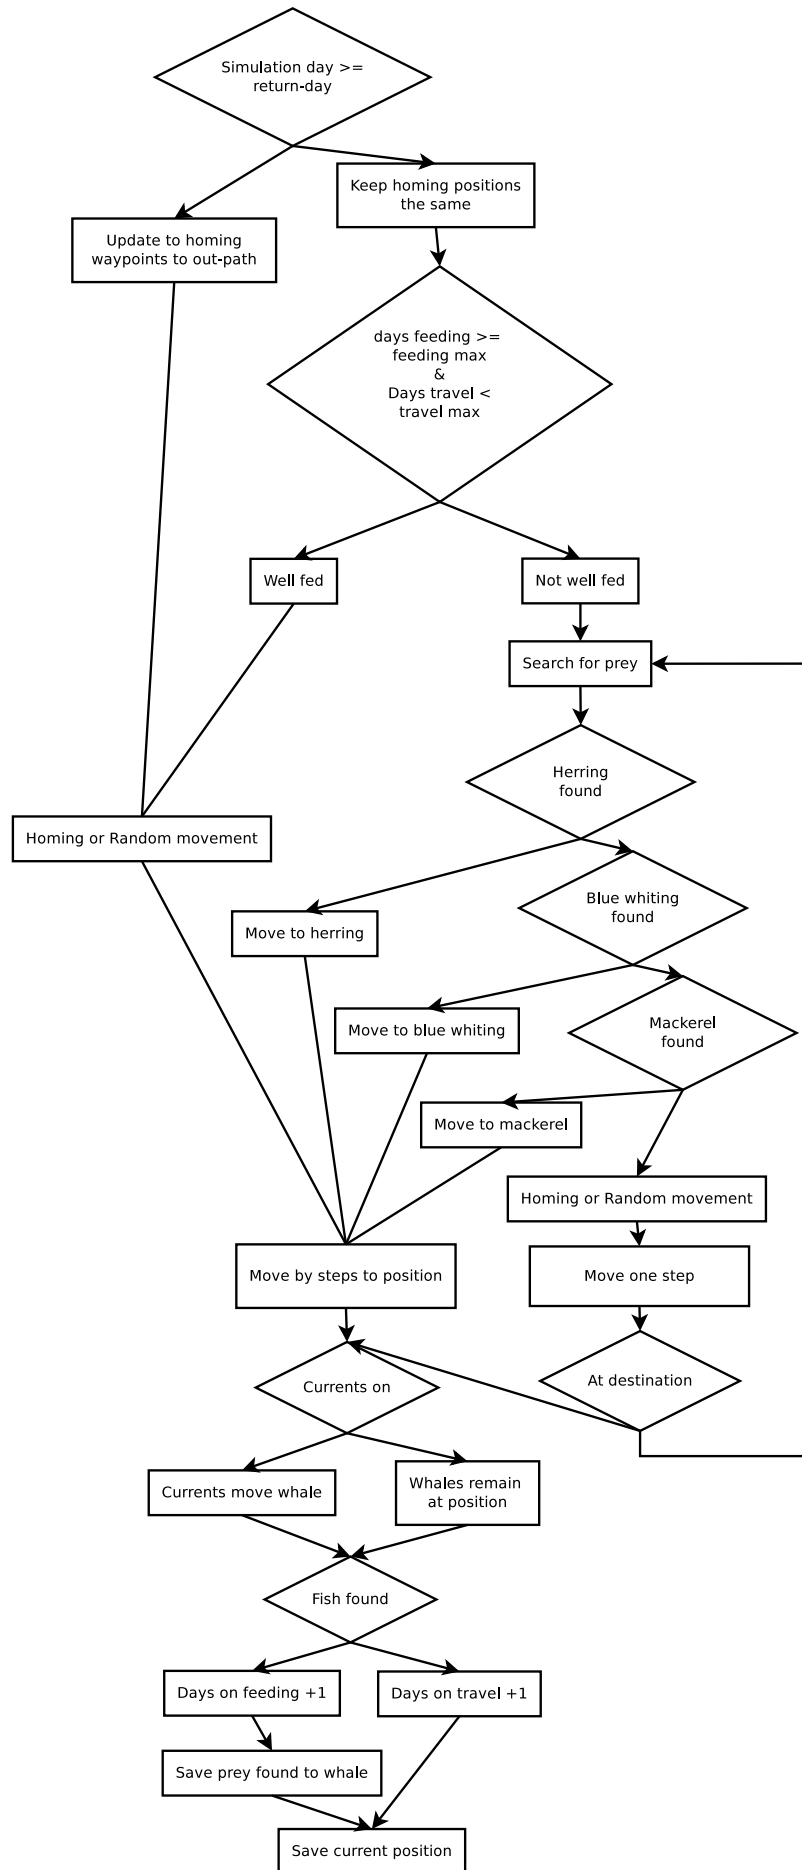 Simulation day >=
return-day
Keep homing positions
the same
Update to homing
waypoints to out-path
days feeding >=
feeding max
&
Days travel <
travel max
Well fed
Not well fed
Search for prey
Herring
found
Homing or Random movement
Blue whiting
found
Move to herring
Move to blue whiting
Mackerel
found
Move to mackerel
Homing or Random movement
Move by steps to position
Move one step
Currents on
At destination
Currents move whale
Whales remain
at position
Fish found
Days on feeding +1
Days on travel +1
Save prey found to whale
Save current position